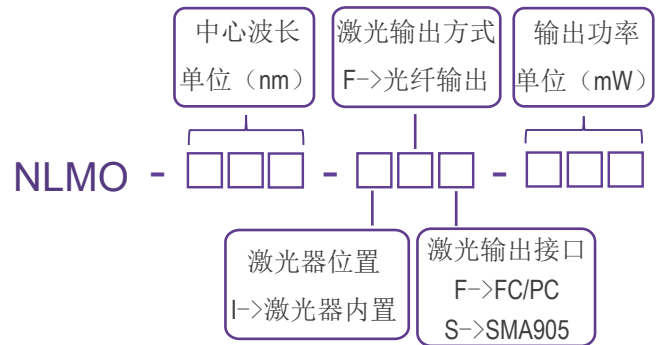 中心波长
单位（nm）
激光输出方式
F->光纤输出
输出功率
单位（mW）
NLMO - □□□ - □□□ - □□□
激光器位置
I->激光器内置
激光输出接口
F->FC/PC
S->SMA905